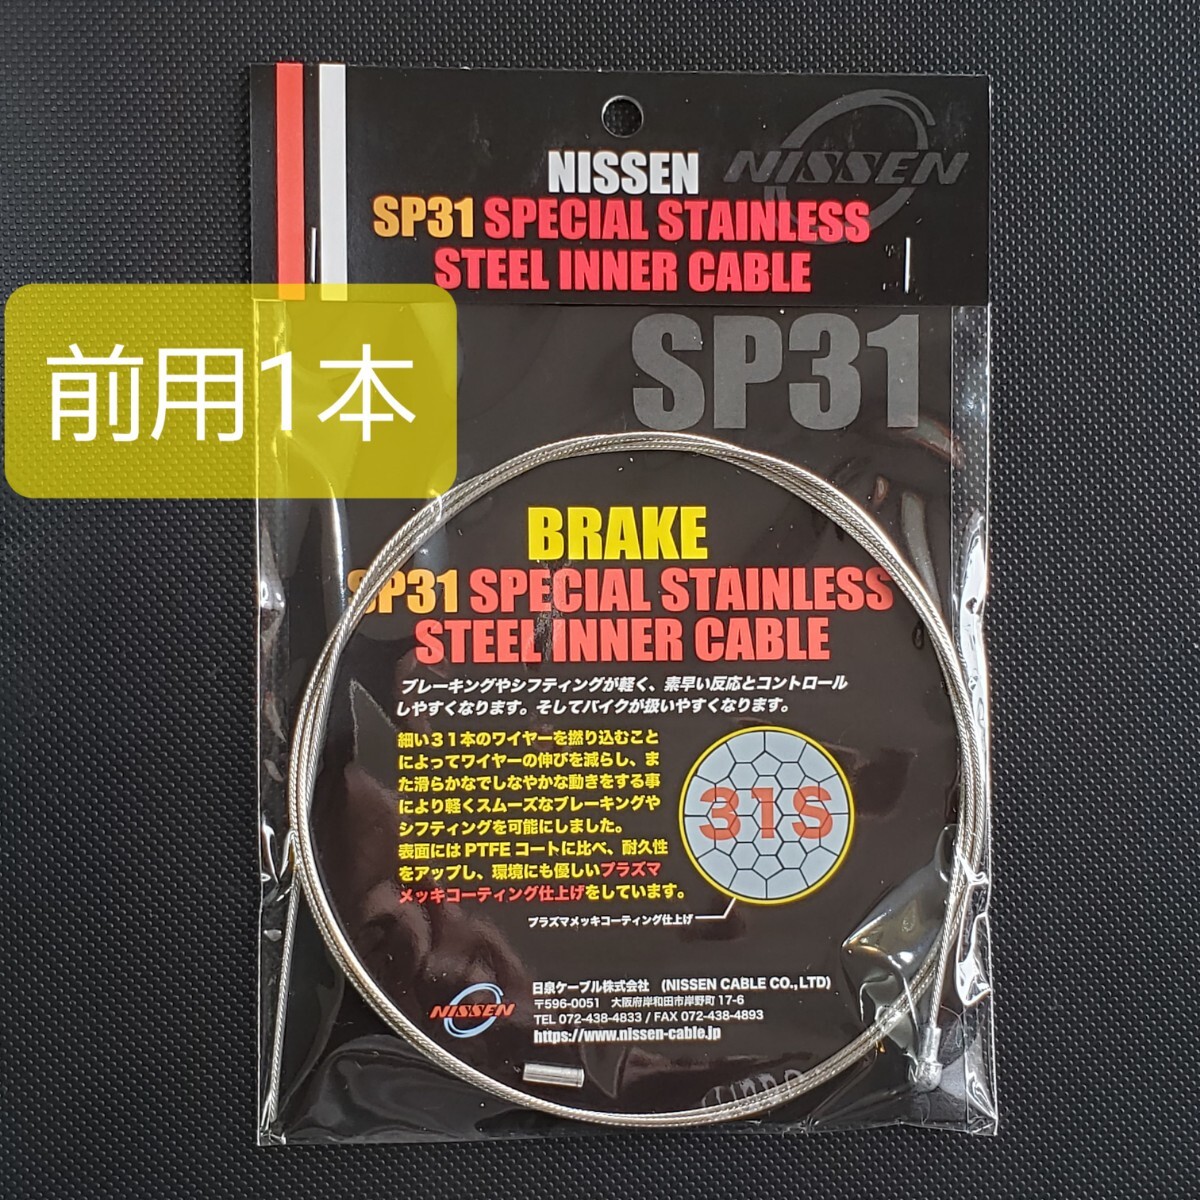 NISSEN
NISSEN
SP31 SPECIAL STAINLESS
STEEL INNER CABLE
前用1本
SP31
BRAKE
SP31 SPECIAL STAINLESS
STEEL INNER CABLE
ブレーキングやシフティングが軽く、素早い反応とコントロール
しやすくなります。そしてバイクが扱いやすくなります。
細い31本のワイヤーを撚り込むこと
によってワイヤーの伸びを減らし、ま
た滑らかなでしなやかな動きをする事
により軽くスムーズなブレーキングや
シフティングを可能にしました。
表面にはPTFEコートに比べ、耐久性
をアップし、環境にも優しいプラズマ
メッキコーティング仕上げをしています。
31S
プラズマメッキコーティング仕上げ
NISSEN
日泉ケーブル株式会社 (NISSEN CABLE CO.,LTD)
〒596-0051 大阪府岸和田市岸野町17-6
TEL 072-438-4833 / FAX 072-438-4893
https://www.nissen-cable.jp